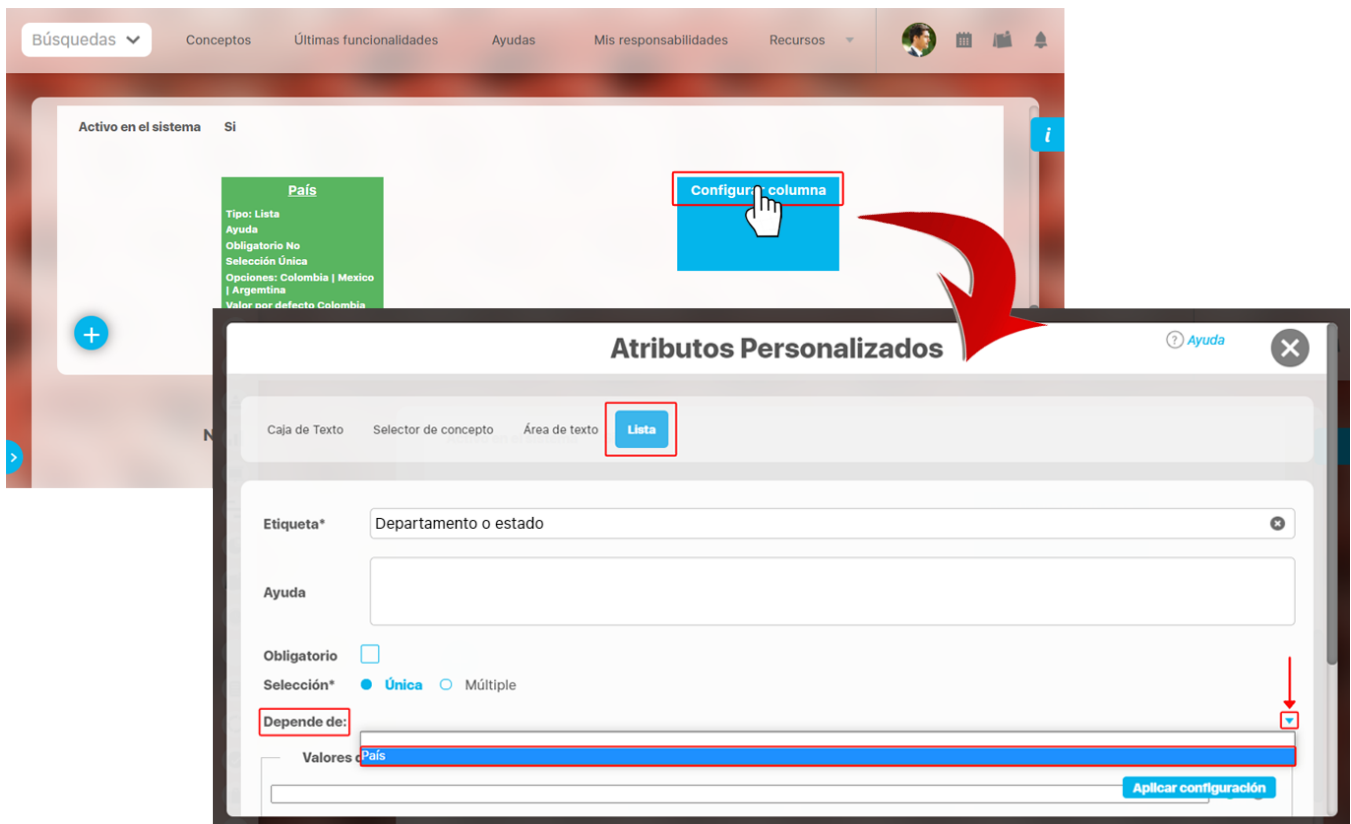 Búsquedas
Conceptos
Últimas funcionalidades
Ayudas
Mis responsabilidades
Recursos
Activo en el sistema Si
i
País
Tipo: Lista
Ayuda
Obligatorio No
Selección Única
Opciones: Colombia | Mexico
| Argentina
Valor por defecto Colombia
Configurar columna
Atributos Personalizados
? Ayuda
Caja de Texto
Selector de concepto
Área de texto
Lista
Etiqueta*
Departamento o estado
Ayuda
Obligatorio
Selección*
Única
Múltiple
Depende de:
Valores
País
Aplicar configuración